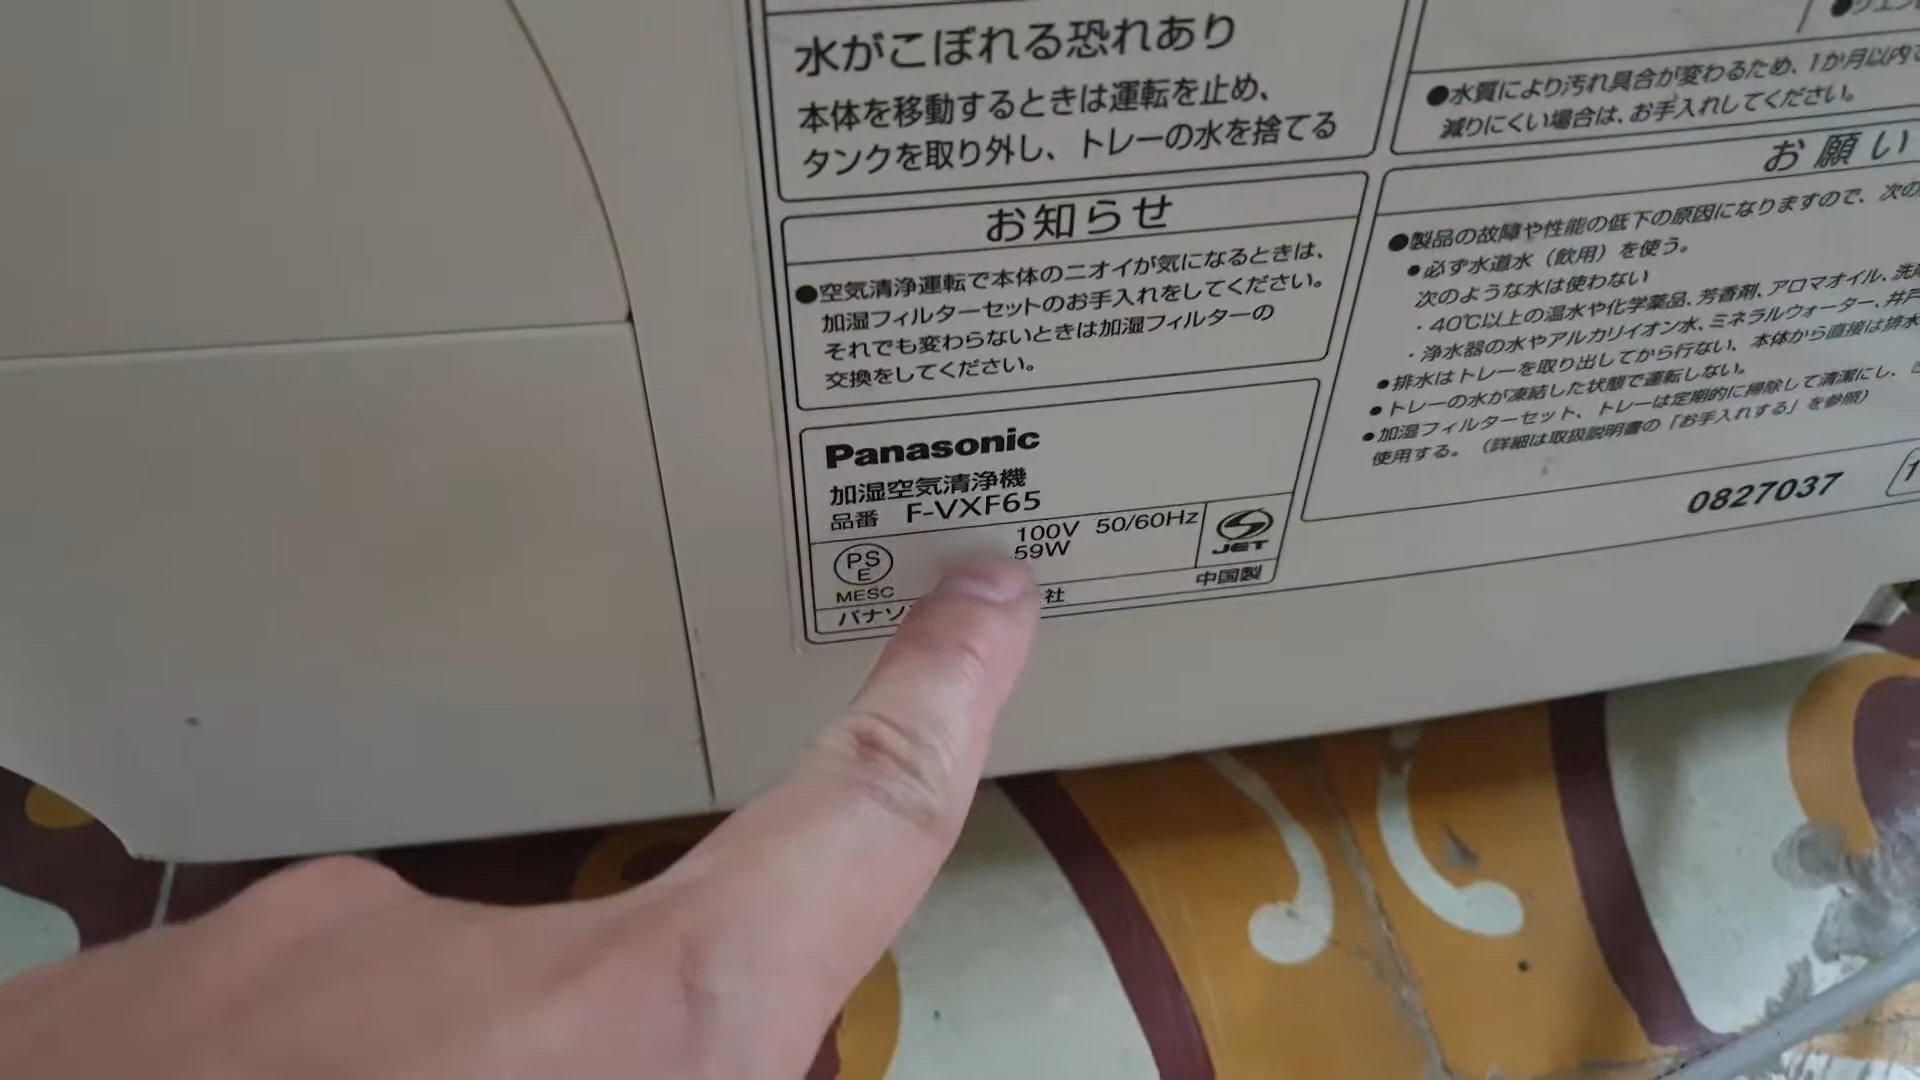 水がこぼれる恐れあり
本体を移動するときは運転を止め、
タンクを取り外し、トレーの水を捨てる
お知らせ
●空気清浄運転で本体のニオイが気になるときは、
加湿フィルターセットのお手入れをしてください。
それでも変わらないときは加湿フィルターの
交換をしてください。
Panasonic
加湿空気清浄機
品番 F-VXF65
100V 50/60Hz
59W
PS
E
MESC
JET
中国製
パナソ
社
●水質により汚れ具合が変わるため、1か月以内で
減りにくい場合は、お手入れしてください。
お願い
●製品の故障や性能の低下の原因になりますので、次の
●必ず水道水（飲用）を使う。
次のような水は使わない
・40℃以上の温水や化学薬品、芳香剤、アロマオイル、洗
・浄水器の水やアルカリイオン水、ミネラルウォーター、井戸
●排水はトレーを取り出してから行ない、本体から直接は排水
●トレーの水が凍結した状態で運転しない。
●加湿フィルターセット、トレーは定期的に掃除して清潔にし、
使用する。（詳細は取扱説明書の「お手入れする」を参照）
0827037